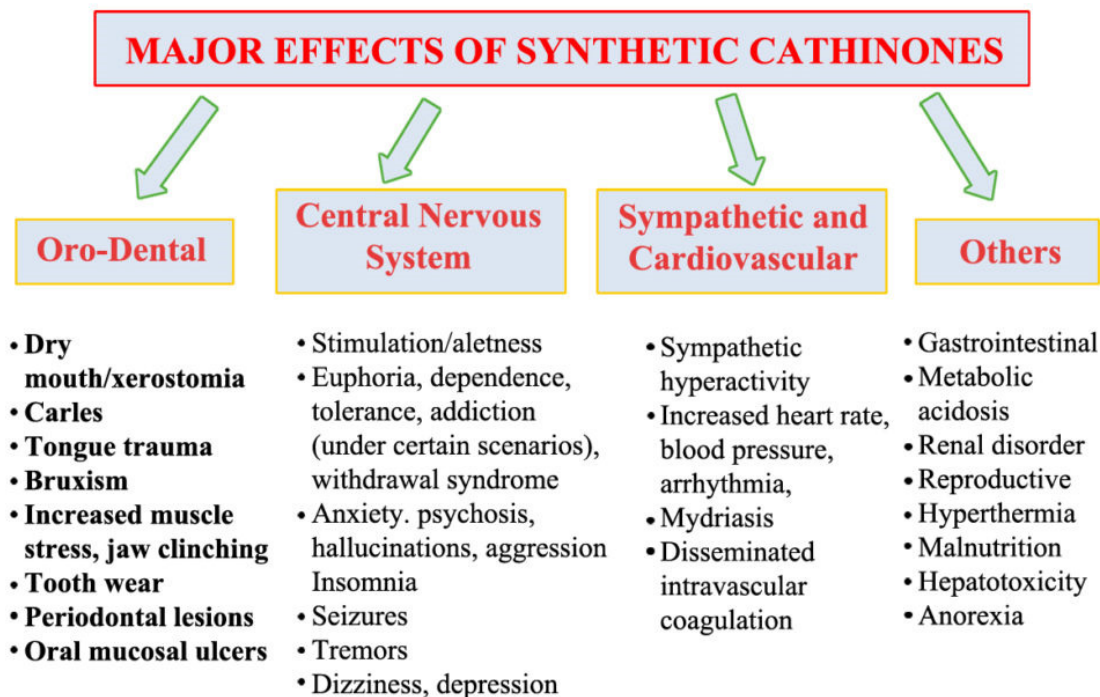 MAJOR EFFECTS OF SYNTHETIC CATHINONES
Oro-Dental
• Dry
mouth/xerostomia
• Carles
• Tongue trauma
• Bruxism
• Increased muscle
stress, jaw clinching
• Tooth wear
• Periodontal lesions
• Oral mucosal ulcers
Central Nervous
System
• Stimulation/aletness
• Euphoria, dependence,
tolerance, addiction
(under certain scenarios),
withdrawal syndrome
• Anxiety. psychosis,
hallucinations, aggression
Insomnia
• Seizures
• Tremors
• Dizziness, depression
Sympathetic and
Cardiovascular
• Sympathetic
hyperactivity
• Increased heart rate,
blood pressure,
arrhythmia,
• Mydriasis
• Disseminated
intravascular
coagulation
Others
• Gastrointestinal
• Metabolic
acidosis
• Renal disorder
• Reproductive
• Hyperthermia
• Malnutrition
• Hepatotoxicity
• Anorexia